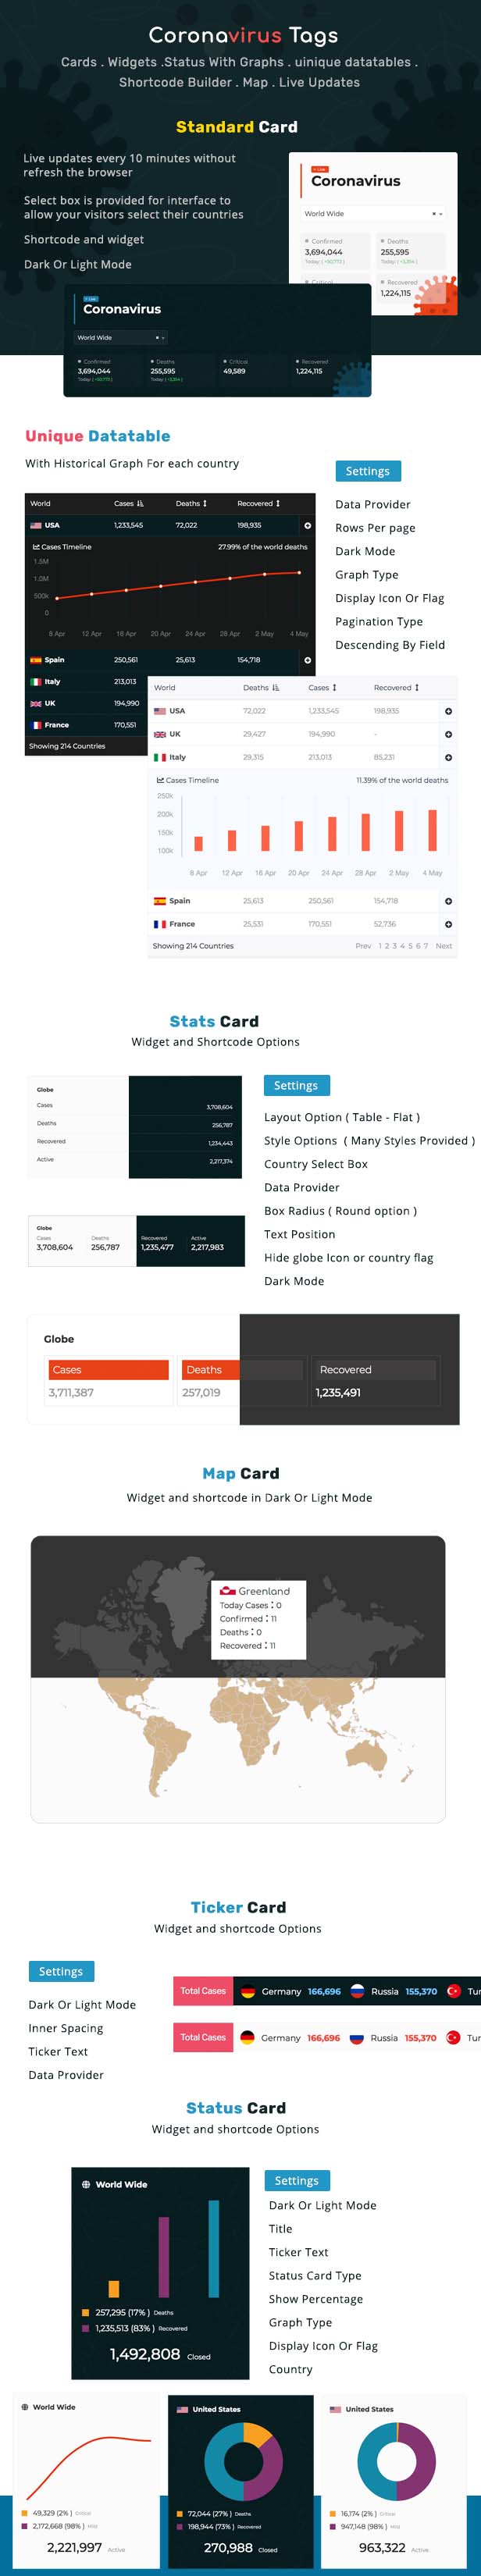 Coronavirus Tags
Cards . Widgets .Status With Graphs . uinique datatables .
Shortcode Builder . Map . Live Updates
Standard Card
Live updates every 10 minutes without
refresh the browser
Select box is provided for interface to
allow your visitors select their countries
Shortcode and widget
Dark Or Light Mode
Live
Coronavirus
World Wide
Confirmed
3,694,044
Deaths
255,595
Critical
Recovered
1,224,115
Live
Coronavirus
World Wide
Confirmed Deaths Critical Recovered
3,694,044 255,595 49,589 1,224,115
Unique Datatable
With Historical Graph For each country
Settings
Data Provider
Rows Per page
Dark Mode
Graph Type
Display Icon Or Flag
Pagination Type
Descending By Field
World Cases Deaths Recovered
USA 1,233,545 72,022 198,935
Cases Timeline 27.99% of the world deaths
1.5M
1.0M
500k
0
8 Apr 12 Apr 16 Apr 20 Apr 24 Apr 28 Apr 2 May 4 May
Spain 250,561 25,613 154,718
Italy 213,013
UK 194,990
France 170,551
Showing 214 Countries
World Deaths Cases Recovered
USA 72,022 1,233,545 198,935
UK 29,427 194,990 -
Italy 29,315 213,013 85,231
Cases Timeline 11.39% of the world deaths
250k
200k
150k
100k
8 Apr 12 Apr 16 Apr 20 Apr 24 Apr 28 Apr 2 May 4 May
Spain 25,613 250,561 154,718
France 25,531 170,551 52,736
Showing 214 Countries Prev 1 2 3 4 5 6 7 Next
Stats Card
Widget and Shortcode Options
Globe
Cases 3,708,604
Deaths 256,787
Recovered 1,234,443
Active 2,217,374
Globe
Cases Deaths Recovered Active
3,708,604 256,787 1,235,477 2,217,983
Settings
Layout Option ( Table - Flat )
Style Options ( Many Styles Provided )
Country Select Box
Data Provider
Box Radius ( Round option )
Text Position
Hide globe Icon or country flag
Dark Mode
Globe
Cases Deaths Recovered
3,711,387 257,019 1,235,491
Map Card
Widget and shortcode in Dark Or Light Mode
Greenland
Today Cases : 0
Confirmed : 11
Deaths : 0
Recovered : 11
Ticker Card
Widget and shortcode Options
Settings
Dark Or Light Mode
Inner Spacing
Ticker Text
Data Provider
Total Cases Germany 166,696 Russia 155,370 Tur
Total Cases Germany 166,696 Russia 155,370 Tur
Status Card
Widget and shortcode Options
World Wide
257,295 (17% ) Deaths
1,235,513 (83% ) Recovered
1,492,808 Closed
Settings
Dark Or Light Mode
Title
Ticker Text
Status Card Type
Show Percentage
Graph Type
Display Icon Or Flag
Country
World Wide
49,329 (2% ) Critical
2,172,668 (98% ) Mild
2,221,997 Active
United States
72,044 (27% ) Deaths
198,944 (73% ) Recovered
270,988 Closed
United States
16,174 (2% ) Critical
947,148 (98% ) Mild
963,322 Active